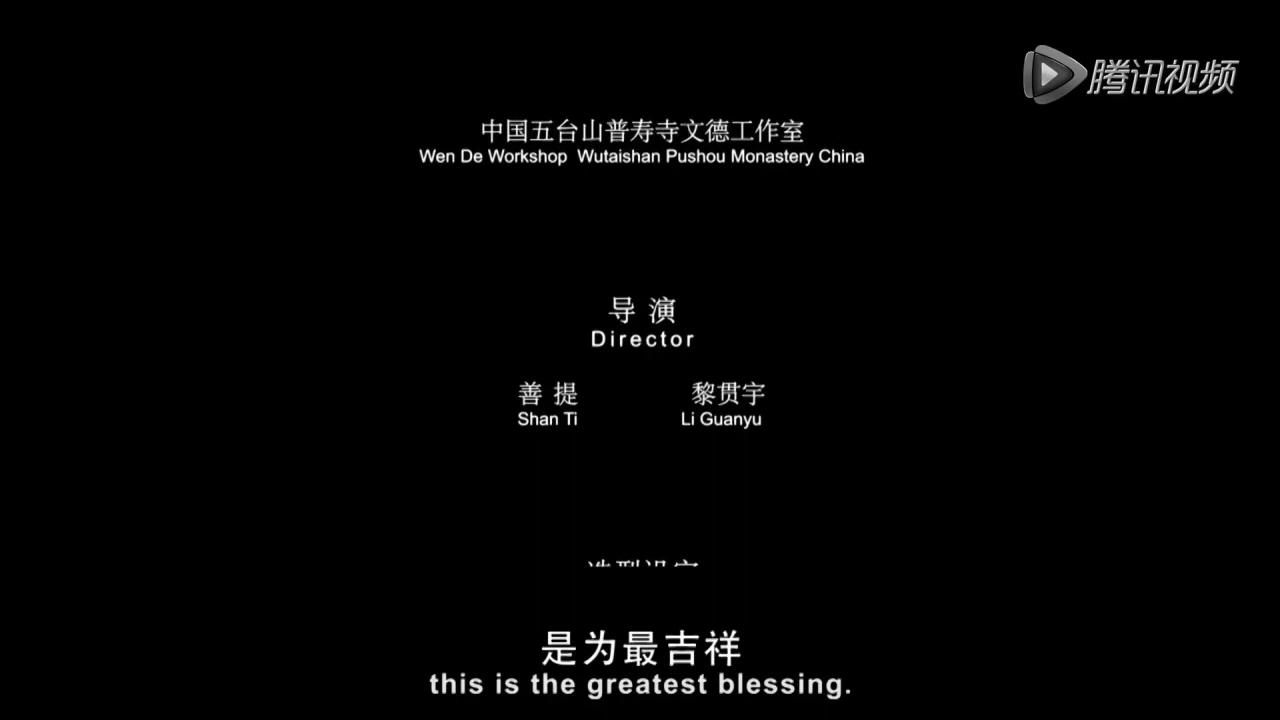 腾讯视频
中国五台山普寿寺文德工作室
Wen De Workshop Wutaishan Pushou Monastery China
导 演
Director
善 提 黎贯宇
Shan Ti Li Guanyu
是为最吉祥
this is the greatest blessing.